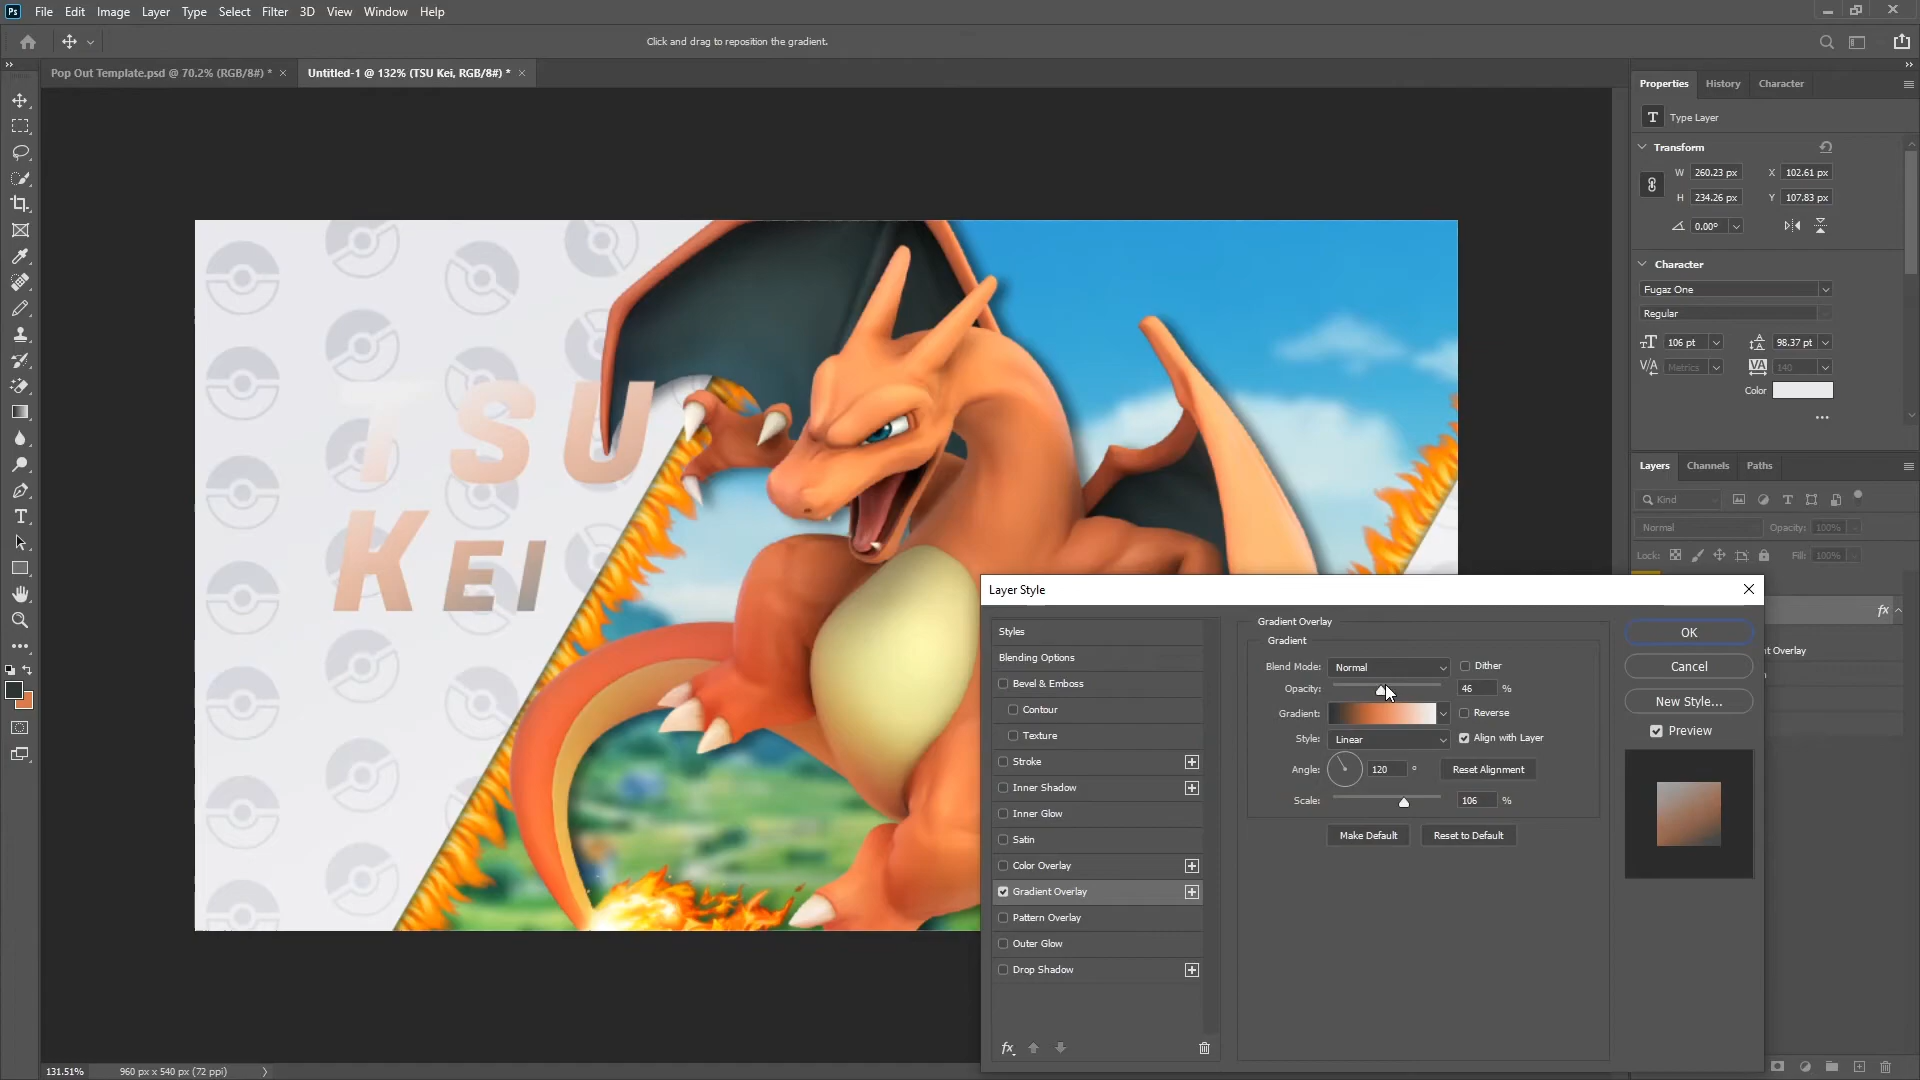 Ps File Edit Image Layer Type Select Filter 3D View Window Help
Click and drag to reposition the gradient.
Pop Out Template.psd @ 70.2% (RGB/8#) * × Untitled-1 @ 132% (TSU Kei, RGB/8#) * ×
Properties History Character
T Type Layer
Transform
W 260.23 px X 102.61 px
H 234.26 px Y 107.83 px
0.00°
Character
Fugaz One
Regular
106 pt 98.37 pt
Metrics 140
Color
Layers Channels Paths
Kind
Normal Opacity: 100%
Lock: Fill: 100%
fx
TSU
KEI
Layer Style
Styles
Blending Options
Bevel & Emboss
Contour
Texture
Stroke
Inner Shadow
Inner Glow
Satin
Color Overlay
Gradient Overlay
Pattern Overlay
Outer Glow
Drop Shadow
fx
Gradient Overlay
Gradient
Blend Mode: Normal Dither
Opacity: 46 %
Gradient: Reverse
Style: Linear Align with Layer
Angle: 120 ° Reset Alignment
Scale: 106 %
Make Default Reset to Default
OK
Cancel
New Style...
Preview
131.51% 960 px x 540 px (72 ppi)